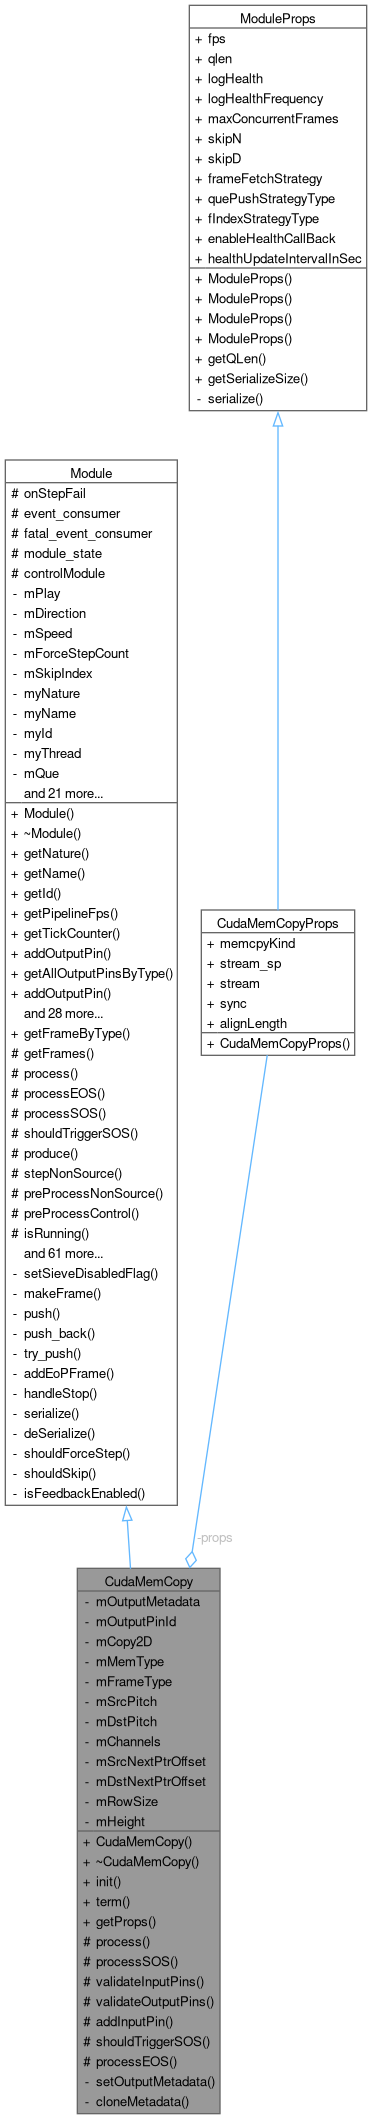 ModuleProps
+ fps
+ qlen
+ logHealth
+ logHealthFrequency
+ maxConcurrentFrames
+ skipN
+ skipD
+ frameFetchStrategy
+ quePushStrategyType
+ fIndexStrategyType
+ enableHealthCallBack
+ healthUpdateIntervalInSec
+ ModuleProps()
+ ModuleProps()
+ ModuleProps()
+ ModuleProps()
+ getQLen()
+ getSerializeSize()
- serialize()
Module
# onStepFail
# event_consumer
# fatal_event_consumer
# module_state
# controlModule
- mPlay
- mDirection
- mSpeed
- mForceStepCount
- mSkipIndex
- myNature
- myName
- myId
- myThread
- mQue
and 21 more...
+ Module()
+ ~Module()
+ getNature()
+ getName()
+ getId()
+ getPipelineFps()
+ getTickCounter()
+ addOutputPin()
+ getAllOutputPinsByType()
+ addOutputPin()
and 28 more...
+ getFrameByType()
# getFrames()
# process()
# processEOS()
# processSOS()
# shouldTriggerSOS()
# produce()
# stepNonSource()
# preProcessNonSource()
# preProcessControl()
# isRunning()
and 61 more...
- setSieveDisabledFlag()
- makeFrame()
- push()
- push_back()
- try_push()
- addEoPFrame()
- handleStop()
- serialize()
- deSerialize()
- shouldForceStep()
- shouldSkip()
- isFeedbackEnabled()
CudaMemCopyProps
+ memcpyKind
+ stream_sp
+ stream
+ sync
+ alignLength
+ CudaMemCopyProps()
-props
CudaMemCopy
- mOutputMetadata
- mOutputPinId
- mCopy2D
- mMemType
- mFrameType
- mSrcPitch
- mDstPitch
- mChannels
- mSrcNextPtrOffset
- mDstNextPtrOffset
- mRowSize
- mHeight
+ CudaMemCopy()
+ ~CudaMemCopy()
+ init()
+ term()
+ getProps()
# process()
# processSOS()
# validateInputPins()
# validateOutputPins()
# addInputPin()
# shouldTriggerSOS()
# processEOS()
- setOutputMetadata()
- cloneMetadata()